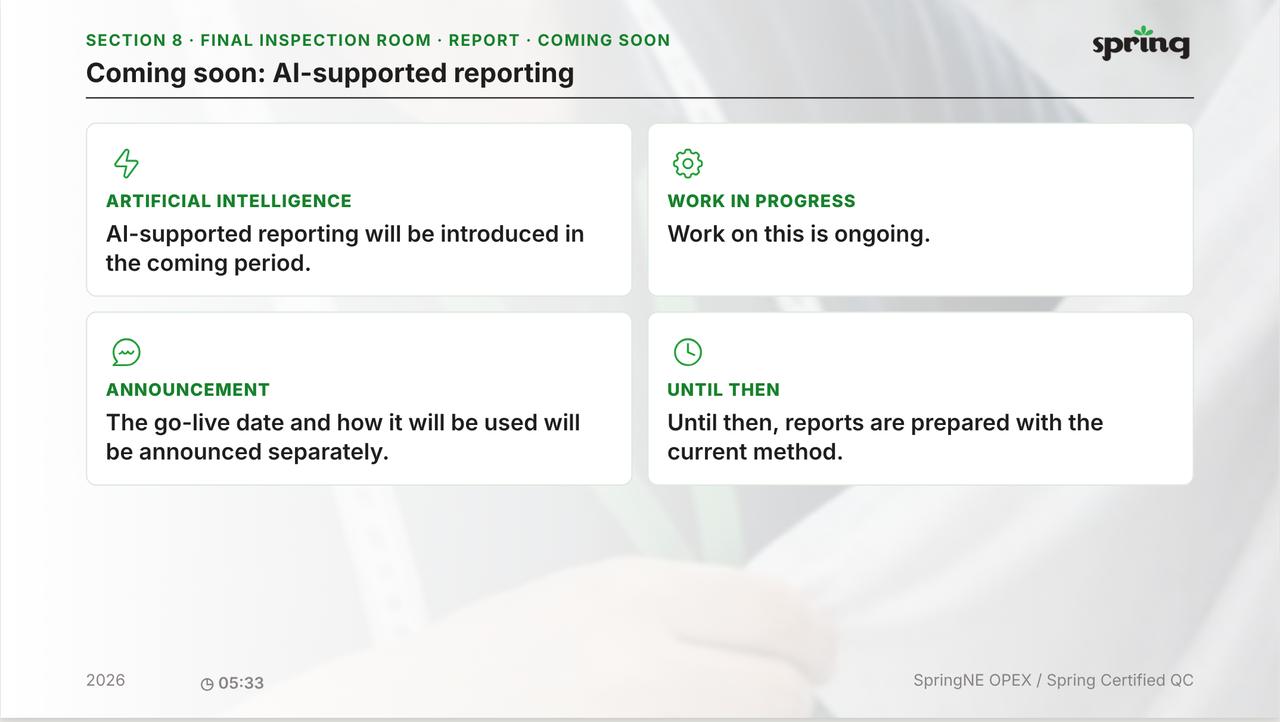 SECTION 8 · FINAL INSPECTION ROOM · REPORT · COMING SOON
spring
Coming soon: AI-supported reporting
ARTIFICIAL INTELLIGENCE
AI-supported reporting will be introduced in
the coming period.
WORK IN PROGRESS
Work on this is ongoing.
ANNOUNCEMENT
The go-live date and how it will be used will
be announced separately.
UNTIL THEN
Until then, reports are prepared with the
current method.
2026
05:33
SpringNE OPEX / Spring Certified QC